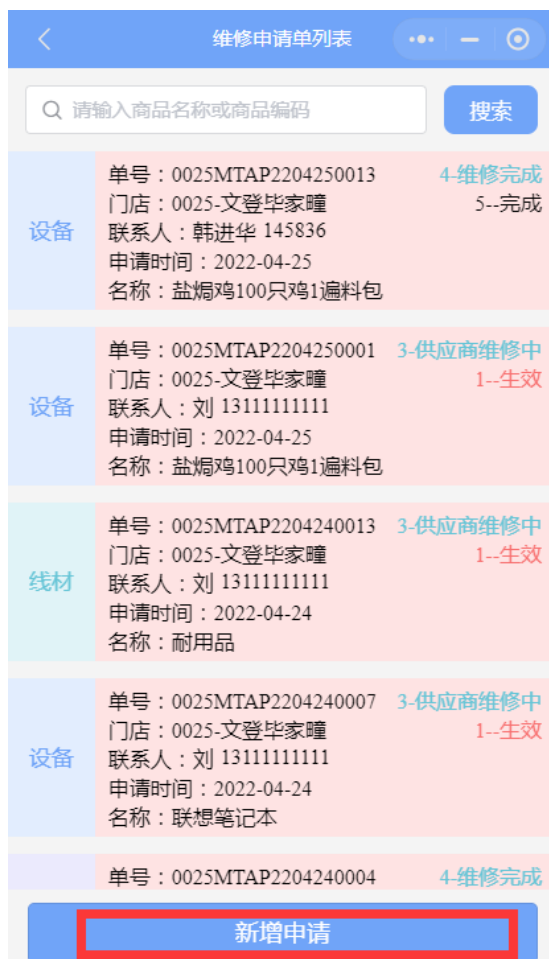 维修申请单列表
请输入商品名称或商品编码
搜索
设备
单号：0025MTAP2204250013
4-维修完成
门店：0025-文登毕家疃
5--完成
联系人：韩进华 145836
申请时间：2022-04-25
名称：盐焗鸡100只鸡1遍料包
设备
单号：0025MTAP2204250001
3-供应商维修中
门店：0025-文登毕家疃
1--生效
联系人：刘 13111111111
申请时间：2022-04-25
名称：盐焗鸡100只鸡1遍料包
线材
单号：0025MTAP2204240013
3-供应商维修中
门店：0025-文登毕家疃
1--生效
联系人：刘 13111111111
申请时间：2022-04-24
名称：耐用品
设备
单号：0025MTAP2204240007
3-供应商维修中
门店：0025-文登毕家疃
1--生效
联系人：刘 13111111111
申请时间：2022-04-24
名称：联想笔记本
单号：0025MTAP2204240004
4-维修完成
新增申请